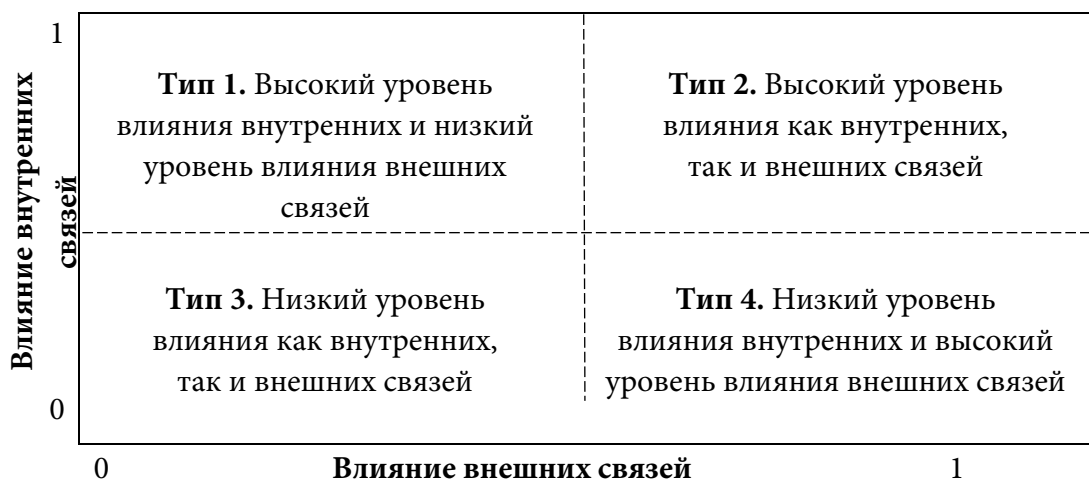 1
Влияние внутренних
связей
Тип 1. Высокий уровень
влияния внутренних и низкий
уровень влияния внешних
связей
Тип 2. Высокий уровень
влияния как внутренних,
так и внешних связей
Тип 3. Низкий уровень
влияния как внутренних,
так и внешних связей
Тип 4. Низкий уровень
влияния внутренних и высокий
уровень влияния внешних связей
0
0
Влияние внешних связей
1